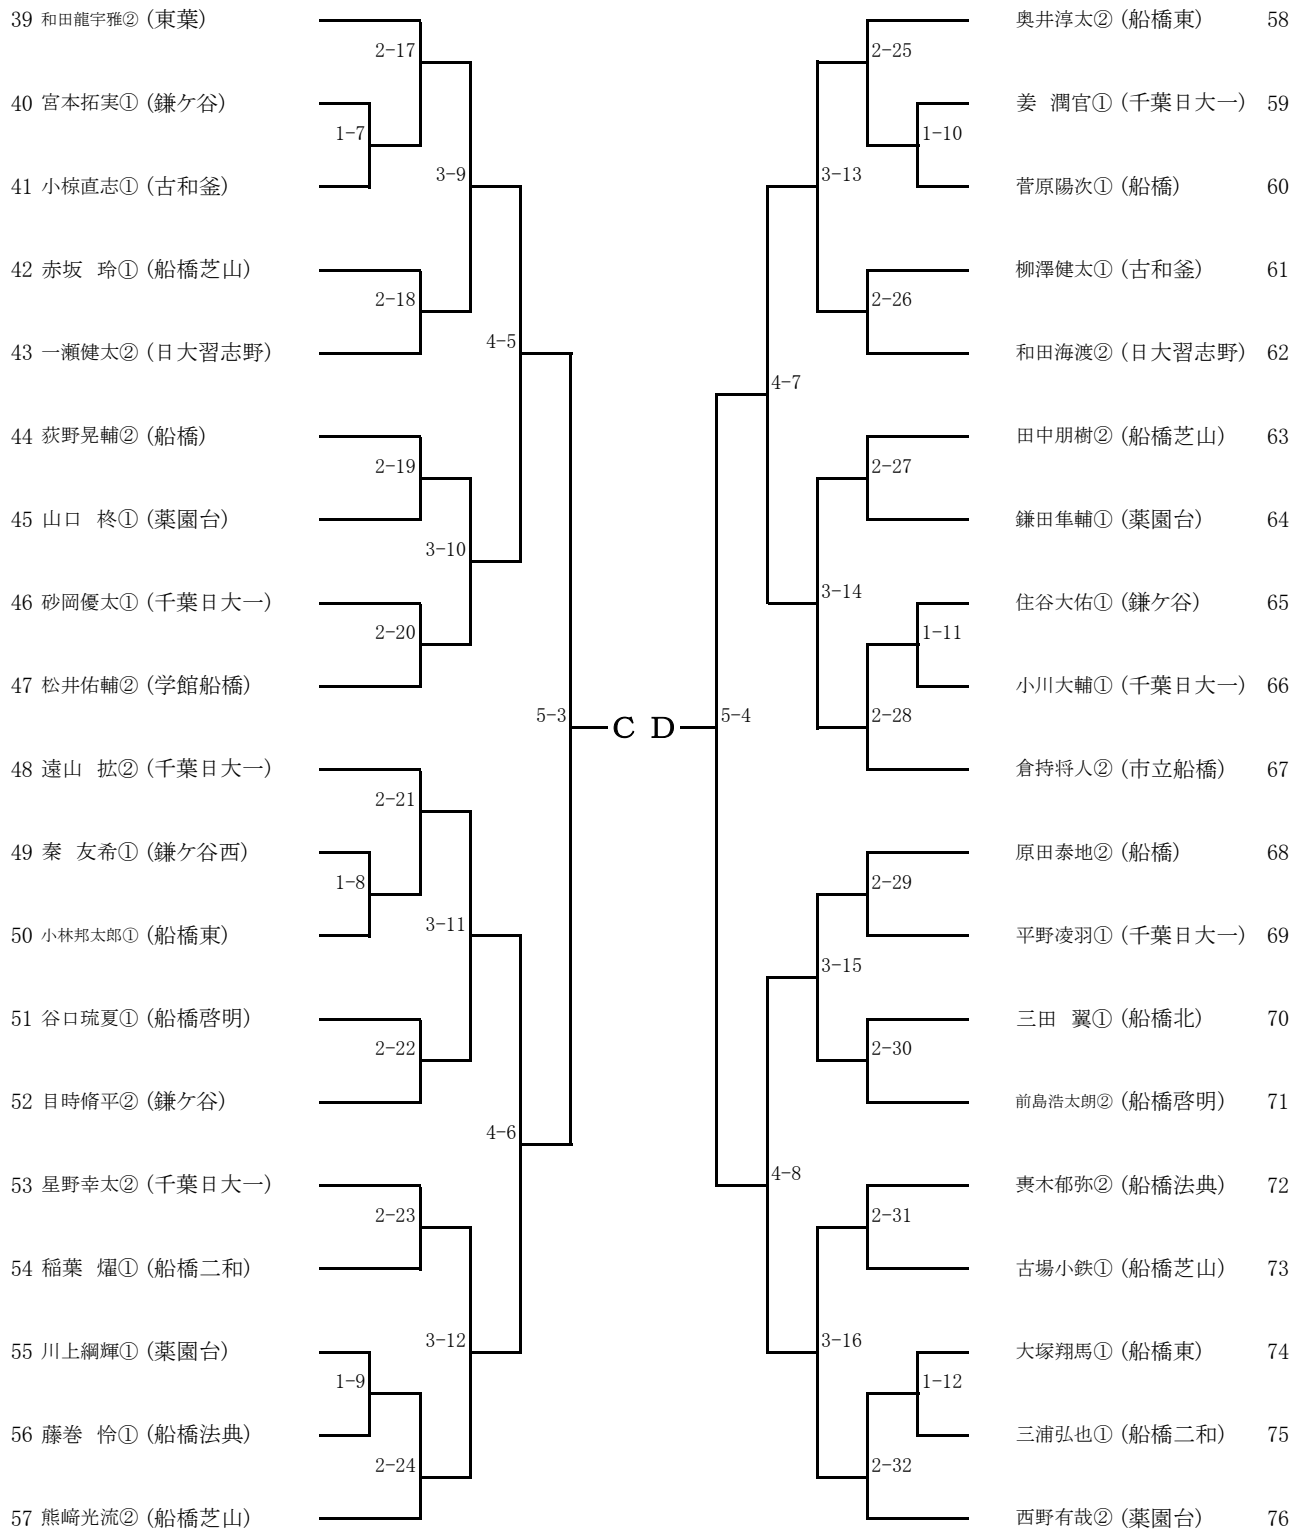 39 和田龍宇雅② (東葉)
2-17
40 宮本拓実① (鎌ケ谷)
1-7
3-9
41 小椋直志① (古和釜)
42 赤坂 玲① (船橋芝山)
2-18
4-5
43 一瀬健太② (日大習志野)
44 荻野晃輔② (船橋)
2-19
45 山口 柊① (薬園台)
3-10
46 砂岡優太① (千葉日大一)
2-20
47 松井佑輔② (学館船橋)
5-3
C
48 遠山 拡② (千葉日大一)
2-21
49 秦 友希① (鎌ケ谷西)
1-8
3-11
50 小林邦太郎① (船橋東)
51 谷口琉夏① (船橋啓明)
2-22
52 目時脩平② (鎌ケ谷)
4-6
53 星野幸太② (千葉日大一)
2-23
54 稲葉 燿① (船橋二和)
3-12
55 川上綱輝① (薬園台)
1-9
56 藤巻 怜① (船橋法典)
2-24
57 熊﨑光流② (船橋芝山)
奥井淳太② (船橋東) 58
2-25
姜 潤官① (千葉日大一) 59
1-10
3-13
菅原陽次① (船橋) 60
柳澤健太① (古和釜) 61
2-26
和田海渡② (日大習志野) 62
4-7
田中朋樹② (船橋芝山) 63
2-27
鎌田隼輔① (薬園台) 64
3-14
住谷大佑① (鎌ケ谷) 65
1-11
小川大輔① (千葉日大一) 66
2-28
D
5-4
倉持将人② (市立船橋) 67
原田泰地② (船橋) 68
2-29
平野凌羽① (千葉日大一) 69
3-15
三田 翼① (船橋北) 70
2-30
前島浩太朗② (船橋啓明) 71
4-8
木郁弥② (船橋法典) 72
2-31
古場小鉄① (船橋芝山) 73
3-16
大塚翔馬① (船橋東) 74
1-12
三浦弘也① (船橋二和) 75
2-32
西野有哉② (薬園台) 76